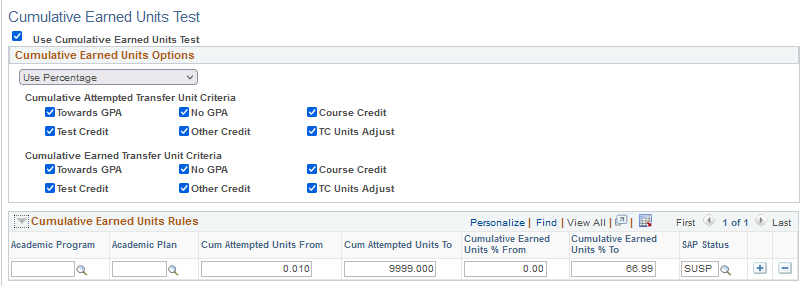 Cumulative Earned Units Test
Use Cumulative Earned Units Test
Cumulative Earned Units Options
Use Percentage
Cumulative Attempted Transfer Unit Criteria
Towards GPA No GPA Course Credit
Test Credit Other Credit TC Units Adjust
Cumulative Earned Transfer Unit Criteria
Towards GPA No GPA Course Credit
Test Credit Other Credit TC Units Adjust
Cumulative Earned Units Rules Personalize | Find | View All | | First 1 of 1 Last
Academic Program Academic Plan Cum Attempted Units From Cum Attempted Units To Cumulative Earned Units % From Cumulative Earned Units % To SAP Status
0.010 9999.000 0.00 66.99 SUSP